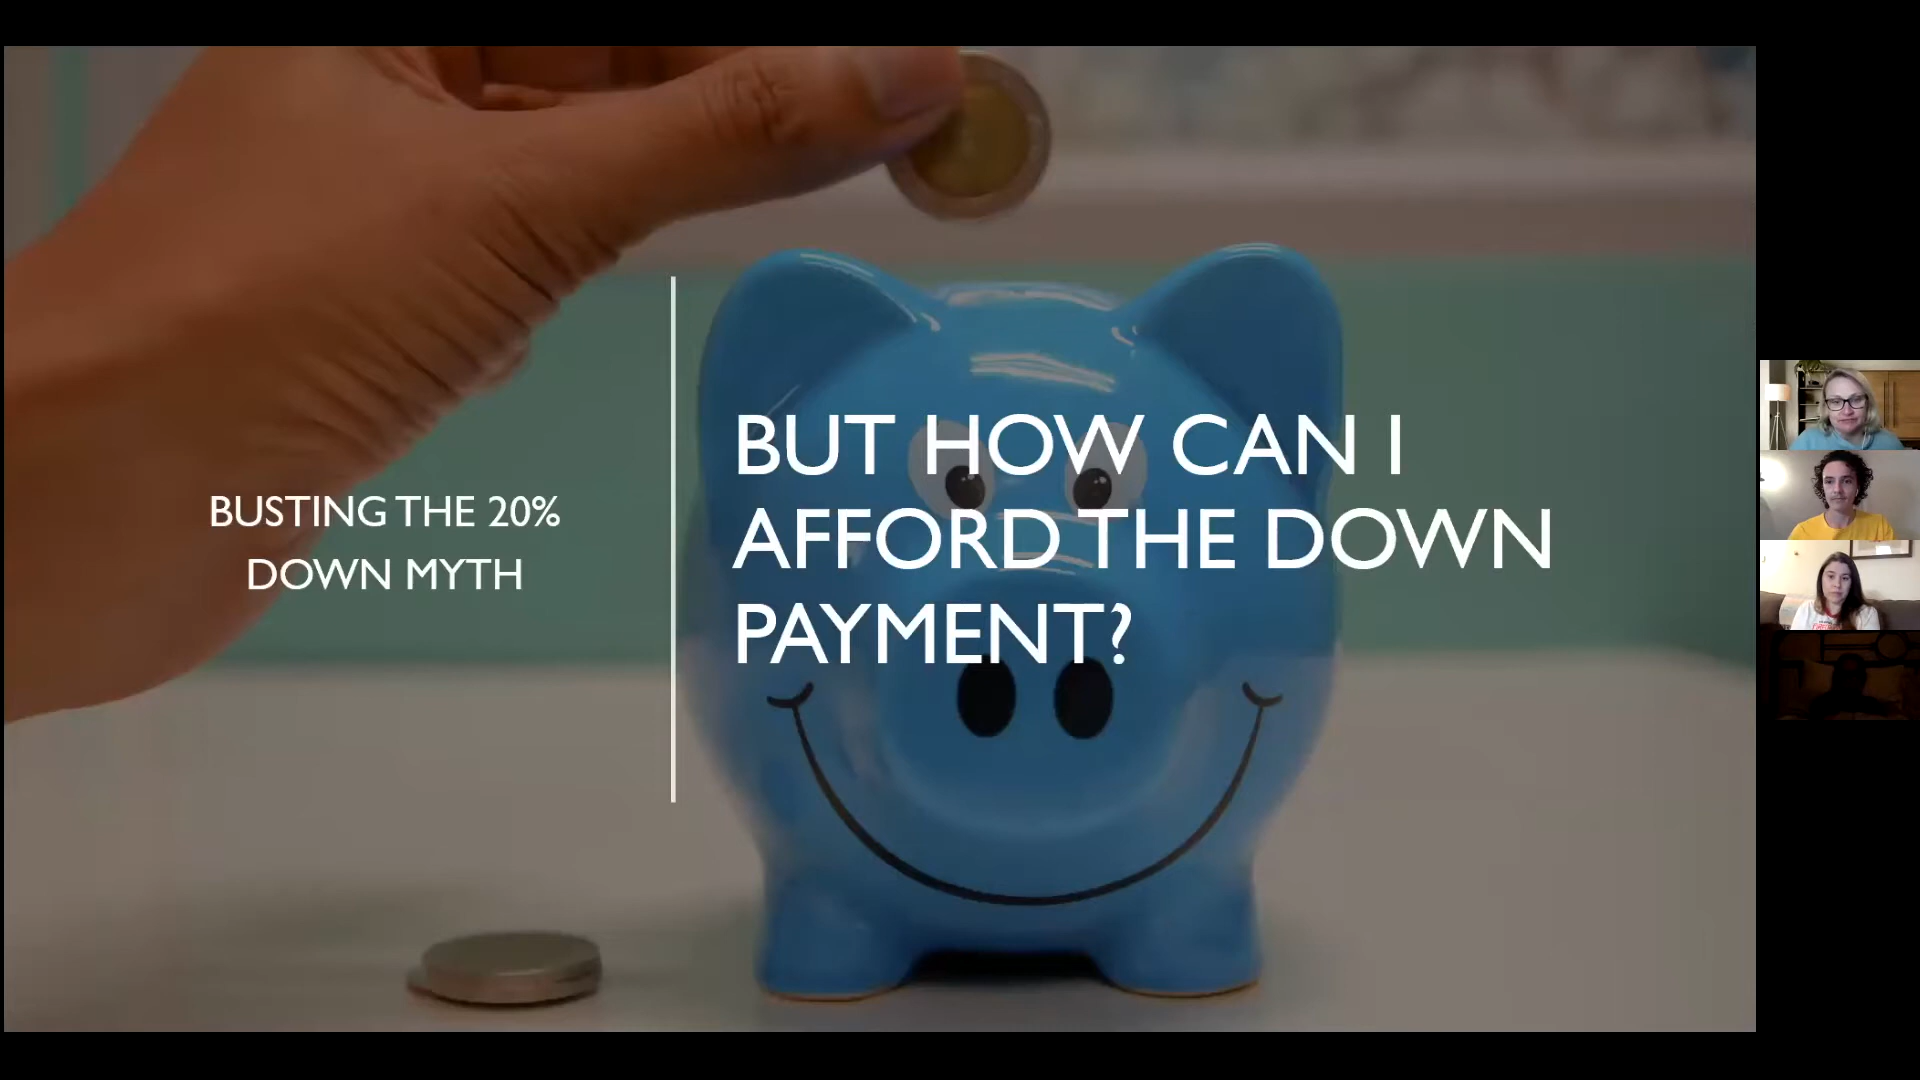 BUSTING THE 20%
DOWN MYTH
BUT HOW CAN I
AFFORD THE DOWN
PAYMENT?